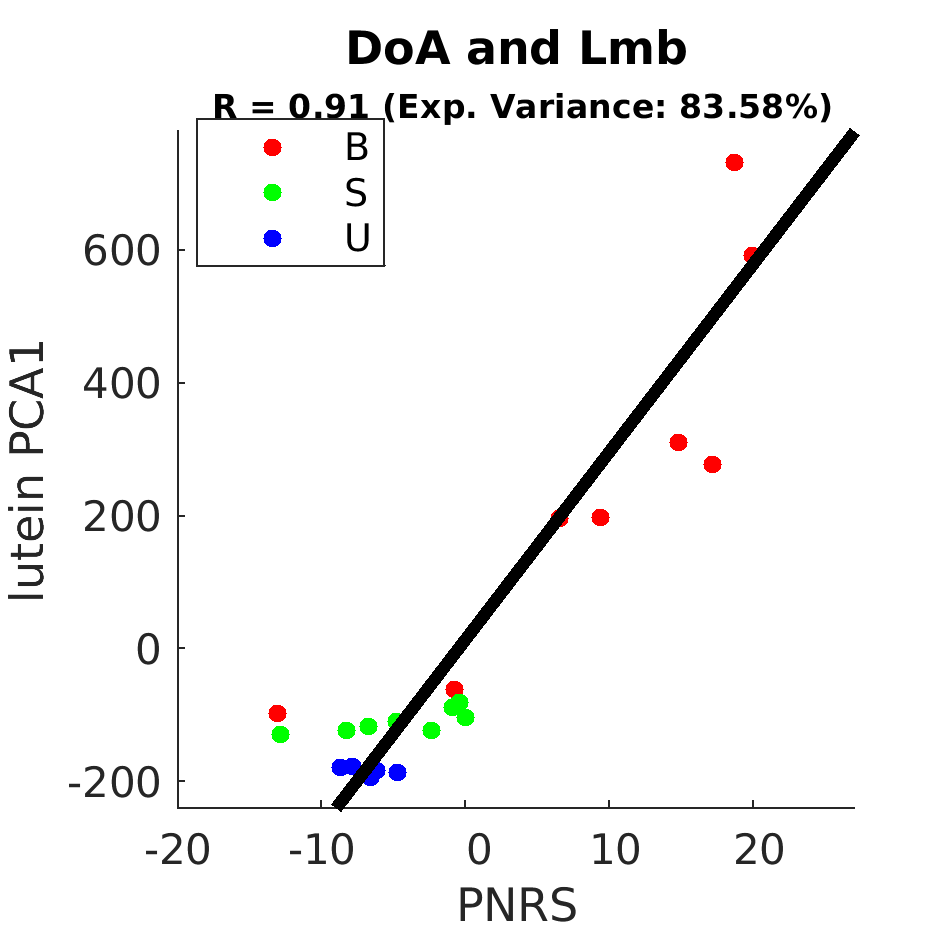 DoA and Lmb
R = 0.91 (Exp. Variance: 83.58%)
B
S
U
600
400
200
0
-200
lutein PCA1
-20 -10 0 10 20
PNRS